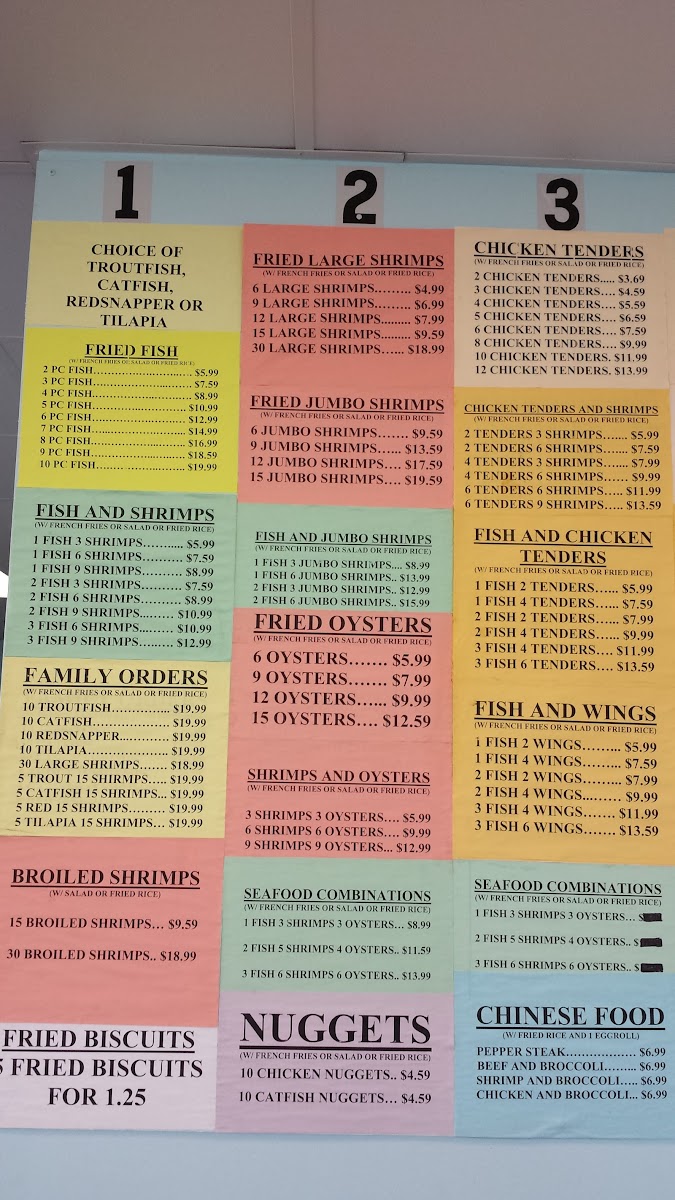 1
CHOICE OF
TROUTFISH,
CATFISH,
REDSNAPPER OR
TILAPIA
FRIED FISH
(W/FRENCH FRIES OR SALAD OR FRIED RICE)
2 PC FISH............................ $5.99
3 PC FISH............................ $7.59
4 PC FISH............................ $8.99
5 PC FISH............................ $10.99
6 PC FISH............................ $12.99
7 PC FISH............................ $14.99
8 PC FISH............................ $16.99
9 PC FISH............................ $18.59
10 PC FISH.......................... $19.99
FISH AND SHRIMPS
(W/ FRENCH FRIES OR SALAD OR FRIED RICE)
1 FISH 3 SHRIMPS........... $5.99
1 FISH 6 SHRIMPS.......... $7.59
1 FISH 9 SHRIMPS.......... $8.99
2 FISH 3 SHRIMPS.......... $7.59
2 FISH 6 SHRIMPS.......... $8.99
2 FISH 9 SHRIMPS......... $10.99
3 FISH 6 SHRIMPS......... $10.99
3 FISH 9 SHRIMPS........ $12.99
FAMILY ORDERS
(W/ FRENCH FRIES OR SALAD OR FRIED RICE)
10 TROUTFISH............... $19.99
10 CATFISH.................... $19.99
10 REDSNAPPER............ $19.99
10 TILAPIA..................... $19.99
30 LARGE SHRIMPS....... $18.99
5 TROUT 15 SHIRMPS..... $19.99
5 CATFISH 15 SHRIMPS... $19.99
5 RED 15 SHRIMPS......... $19.99
5 TILAPIA 15 SHRIMPS... $19.99
BROILED SHRIMPS
(W/ SALAD OR FRIED RICE)
15 BROILED SHRIMPS... $9.59
30 BROILED SHRIMPS.. $18.99
FRIED BISCUITS
5 FRIED BISCUITS
FOR 1.25
2
FRIED LARGE SHRIMPS
(W/ FRENCH FRIES OR SALAD OR FRIED RICE)
6 LARGE SHRIMPS......... $4.99
9 LARGE SHRIMPS......... $6.99
12 LARGE SHRIMPS......... $7.99
15 LARGE SHRIMPS......... $9.59
30 LARGE SHRIMPS...... $18.99
FRIED JUMBO SHRIMPS
(W/ FRENCH FRIES OR SALAD OR FRIED RICE)
6 JUMBO SHRIMPS....... $9.59
9 JUMBO SHRIMPS...... $13.59
12 JUMBO SHRIMPS.... $17.59
15 JUMBO SHRIMPS.... $19.59
FISH AND JUMBO SHRIMPS
(W/ FRENCH FRIES OR SALAD OR FRIED RICE)
1 FISH 3 JUMBO SHRIMPS.... $8.99
1 FISH 6 JUMBO SHRIMPS.. $13.99
2 FISH 3 JUMBO SHRIMPS.. $12.99
2 FISH 6 JUMBO SHRIMPS.. $15.99
FRIED OYSTERS
(W/ FRENCH FRIES OR SALAD OR FRIED RICE)
6 OYSTERS....... $5.99
9 OYSTERS....... $7.99
12 OYSTERS...... $9.99
15 OYSTERS.... $12.59
SHRIMPS AND OYSTERS
(W/ FRENCH FRIES OR SALAD OR FRIED RICE)
3 SHRIMPS 3 OYSTERS.... $5.99
6 SHRIMPS 6 OYSTERS.... $9.99
9 SHRIMPS 9 OYSTERS... $12.99
SEAFOOD COMBINATIONS
(W/ FRENCH FRIES OR SALAD OR FRIED RICE)
1 FISH 3 SHRIMPS 3 OYSTERS... $8.99
2 FISH 5 SHRIMPS 4 OYSTERS.. $11.59
3 FISH 6 SHRIMPS 6 OYSTERS.. $13.99
NUGGETS
(W/ FRENCH FRIES OR SALAD OR FRIED RICE)
10 CHICKEN NUGGETS.. $4.59
10 CATFISH NUGGETS... $4.59
3
CHICKEN TENDERS
(W/ FRENCH FRIES OR SALAD OR FRIED RICE)
2 CHICKEN TENDERS..... $3.69
3 CHICKEN TENDERS.... $4.59
4 CHICKEN TENDERS.... $5.59
5 CHICKEN TENDERS.... $6.59
6 CHICKEN TENDERS.... $7.59
8 CHICKEN TENDERS.... $9.99
10 CHICKEN TENDERS. $11.99
12 CHICKEN TENDERS. $13.99
CHICKEN TENDERS AND SHRIMPS
(W/ FRENCH FRIES OR SALAD OR FRIED RICE)
2 TENDERS 3 SHRIMPS....... $5.99
2 TENDERS 6 SHRIMPS....... $7.59
4 TENDERS 3 SHRIMPS....... $7.99
4 TENDERS 6 SHRIMPS...... $9.99
6 TENDERS 6 SHRIMPS..... $11.99
6 TENDERS 9 SHRIMPS..... $13.59
FISH AND CHICKEN
TENDERS
(W/ FRENCH FRIES OR SALAD OR FRIED RICE)
1 FISH 2 TENDERS...... $5.99
1 FISH 4 TENDERS...... $7.59
2 FISH 2 TENDERS...... $7.99
2 FISH 4 TENDERS...... $9.99
3 FISH 4 TENDERS.... $11.99
3 FISH 6 TENDERS.... $13.59
FISH AND WINGS
(W/ FRENCH FRIES OR SALAD OR FRIED RICE)
1 FISH 2 WINGS......... $5.99
1 FISH 4 WINGS......... $7.59
2 FISH 2 WINGS......... $7.99
2 FISH 4 WINGS.......... $9.99
3 FISH 4 WINGS....... $11.99
3 FISH 6 WINGS....... $13.59
SEAFOOD COMBINATIONS
(W/ FRENCH FRIES OR SALAD OR FRIED RICE)
1 FISH 3 SHRIMPS 3 OYSTERS... $
2 FISH 5 SHRIMPS 4 OYSTERS.. $
3 FISH 6 SHRIMPS 6 OYSTERS.. $
CHINESE FOOD
(W/ FRIED RICE AND 1 EGGROLL)
PEPPER STEAK.................. $6.99
BEEF AND BROCCOLI......... $6.99
SHRIMP AND BROCCOLI..... $6.99
CHICKEN AND BROCCOLI... $6.99